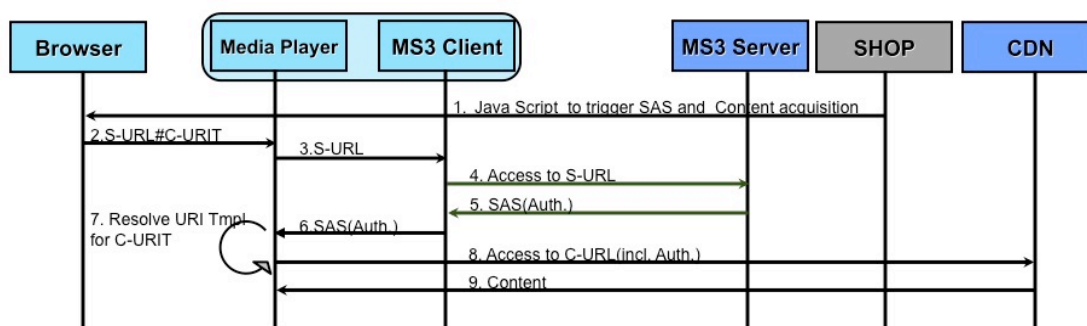 Browser
Media Player
MS3 Client
MS3 Server
SHOP
CDN
1. Java Script to trigger SAS and Content acquisition
2.S-URL#C-URIT
3.S-URL
4. Access to S-URL
5. SAS(Auth.)
6.SAS(Auth.)
7. Resolve URI Tmpl
for C-URIT
8. Access to C-URL(incl. Auth.)
9. Content